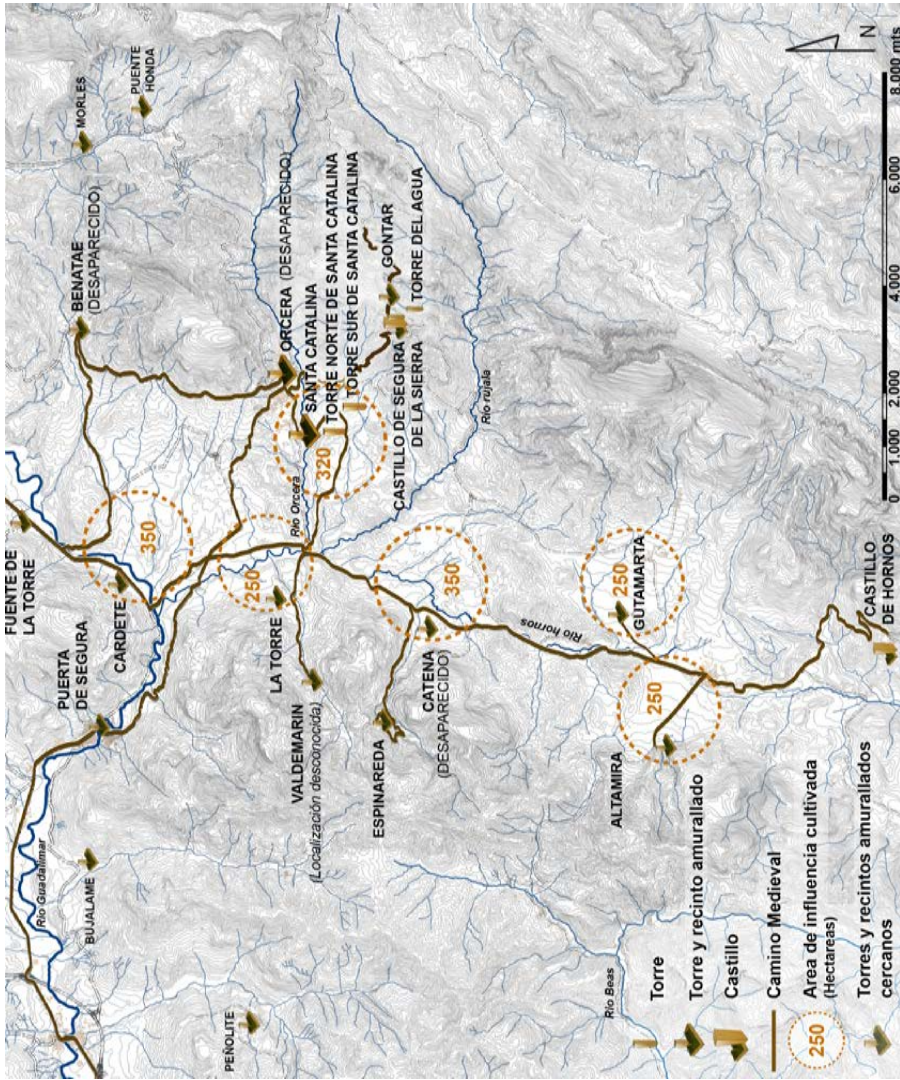 FUENTE DE
LA TORRE
PUERTA
DE SEGURA
CARDETE
BENATAE
(DESAPARECIDO)
MORLES
PUENTE
HONDA
Río Guadalimar
BUJALAME
350
PEÑOLITE
LA TORRE
250
ORCERA (DESAPARECIDO)
Río Orcera
SANTA CATALINA
TORRE NORTE DE SANTA CATALINA
TORRE SUR DE SANTA CATALINA
320
VALDEMARIN
(Localización desconocida)
ESPINAREDA
CASTILLO DE SEGURA
DE LA SIERRA
GONTAR
TORRE DEL AGUA
CATENA
(DESAPARECIDO)
350
Río rujala
Río hornos
ALTAMIRA
250
250
GUTAMARTA
Río Beas
CASTILLO
DE HORNOS
Torre
Torre y recinto amurallado
Castillo
Camino Medieval
250
Area de influencia cultivada
(Hectareas)
Torres y recintos amurallados
cercanos
N
0 1.000 2.000 4.000 6.000 8.000 mts